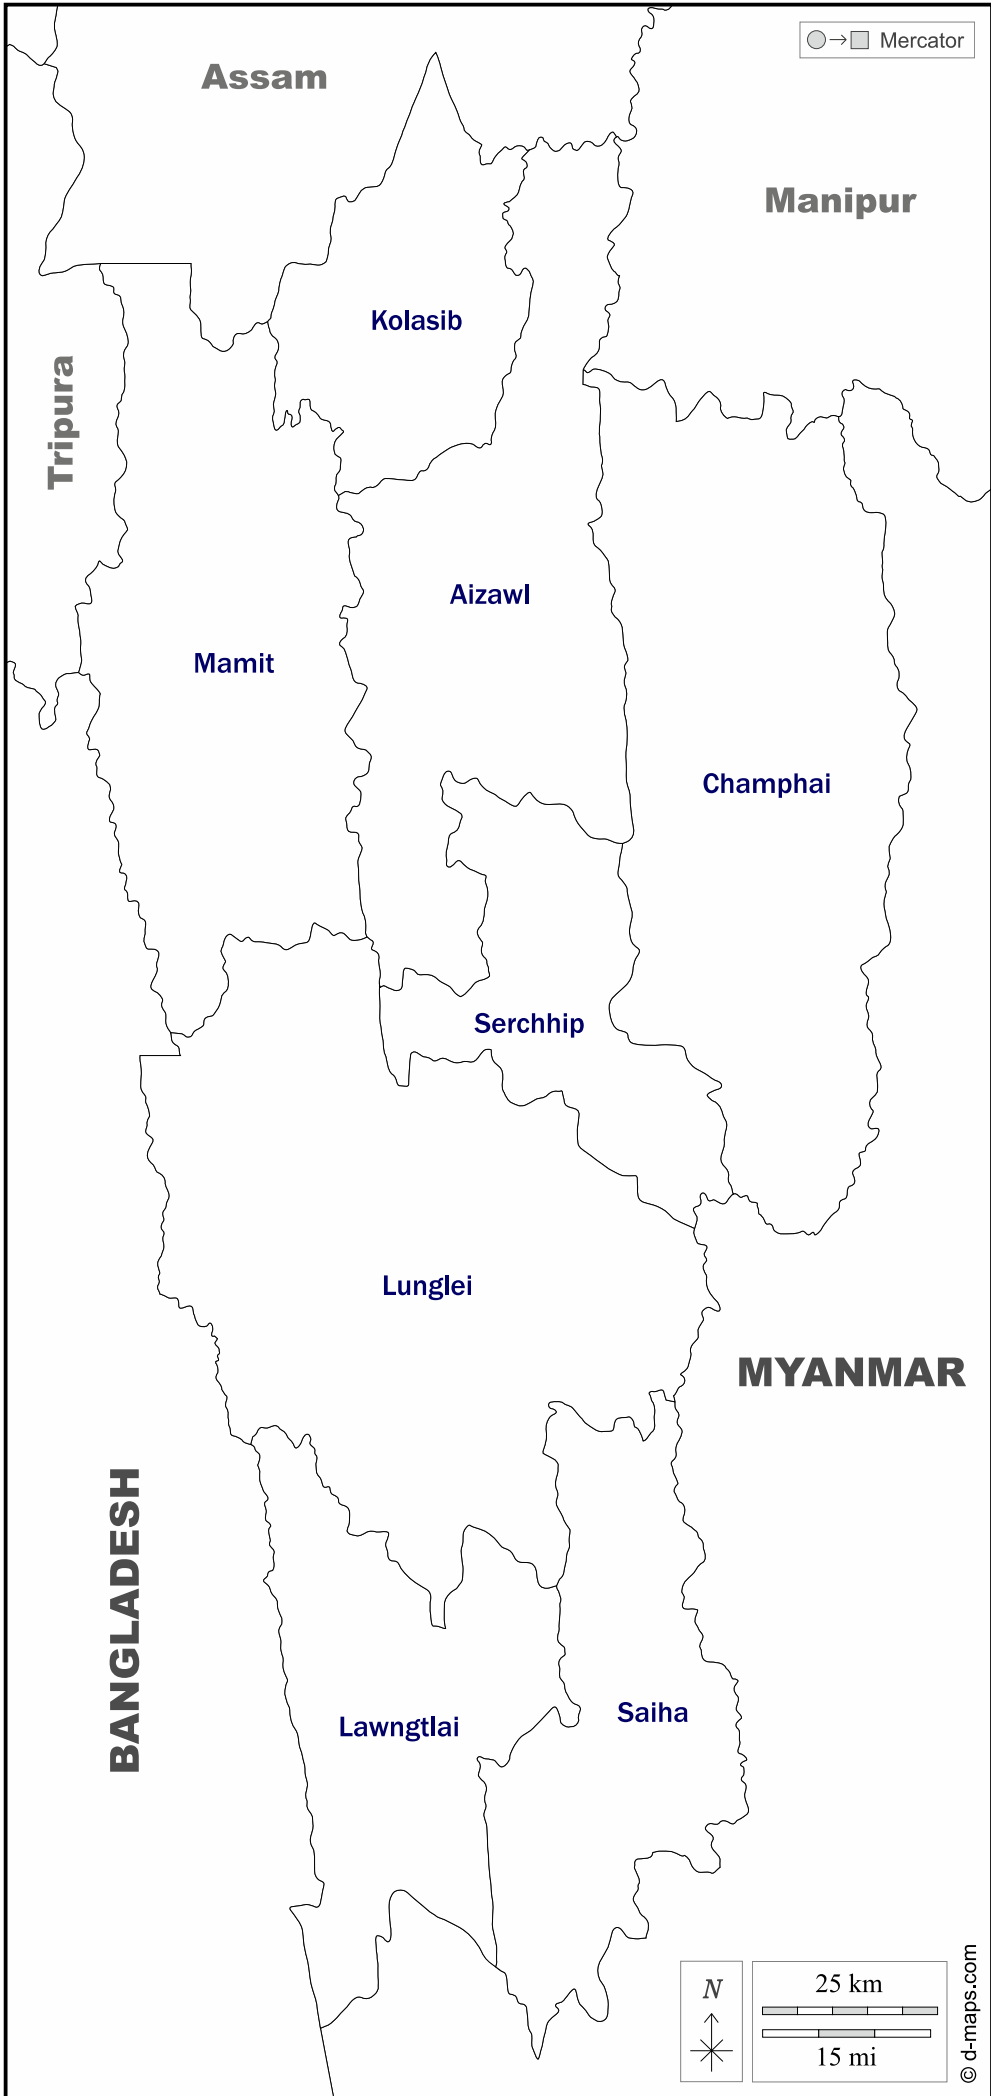 Mercator
Assam
Manipur
Kolasib
Tripura
Aizawl
Mamit
Champhai
Serchhip
Lunglei
MYANMAR
BANGLADESH
Saiha
Lawngtlai
N
25 km
15 mi
© d-maps.com